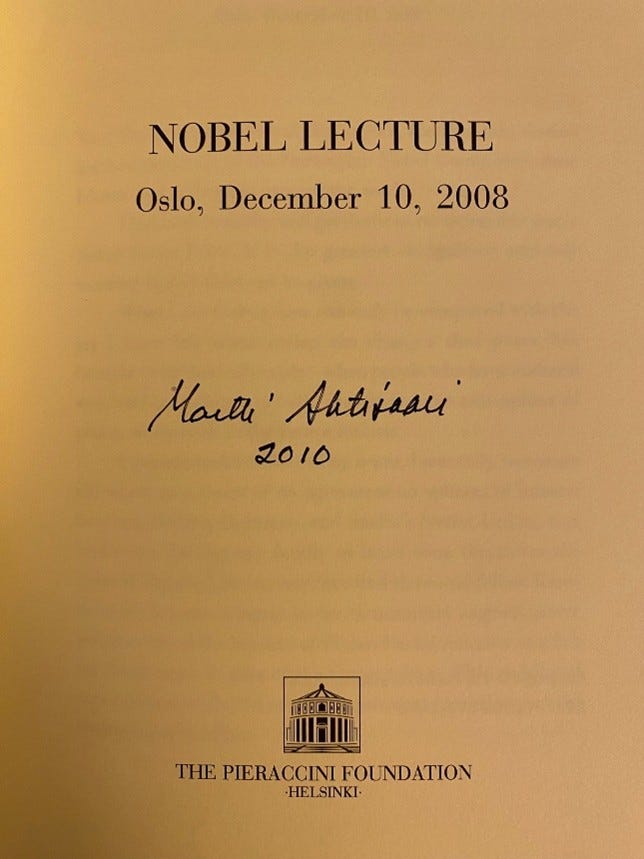 NOBEL LECTURE
Oslo, December 10, 2008
Martti Ahtisaari
2010
THE PIERACCINI FOUNDATION
·HELSINKI·